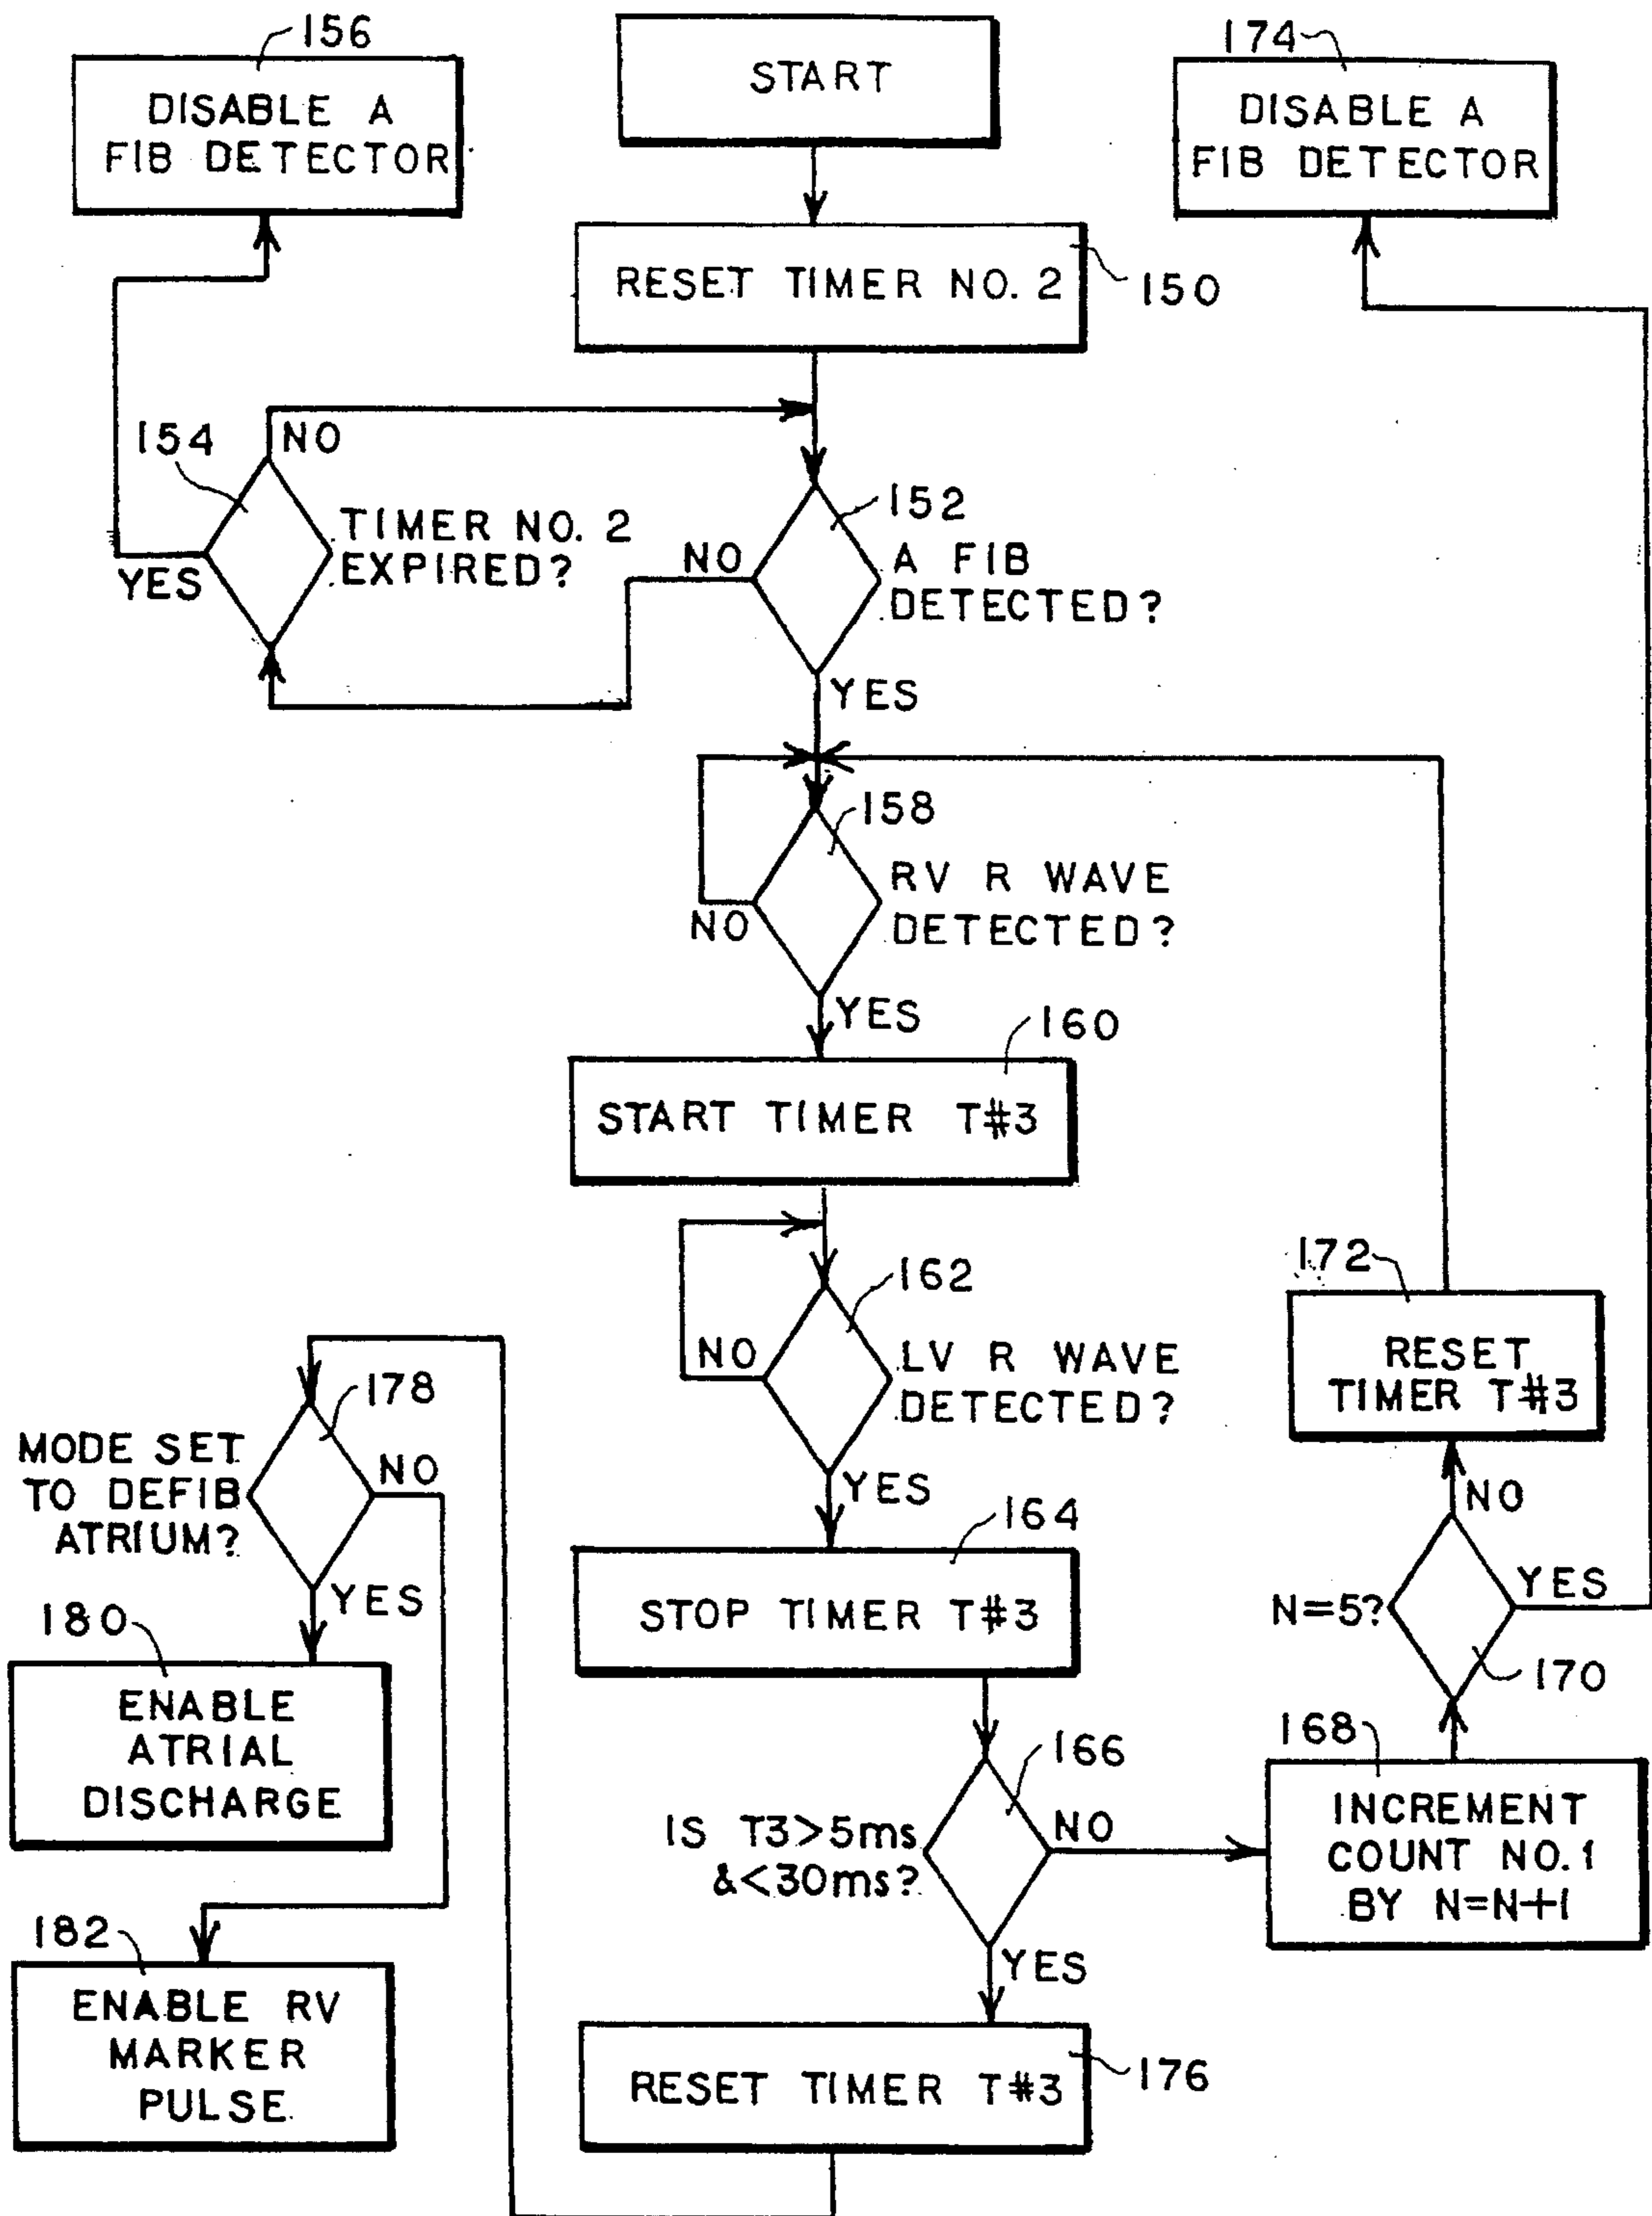 156
DISABLE A
FIB DETECTOR
START
174
DISABLE A
FIB DETECTOR
RESET TIMER NO. 2
150
154
NO
TIMER NO. 2
EXPIRED?
YES
152
NO
A FIB
DETECTED?
YES
158
RV R WAVE
DETECTED?
NO
YES
160
START TIMER T#3
162
NO
LV R WAVE
DETECTED?
YES
164
STOP TIMER T#3
166
IS T3>5ms
&<30ms?
NO
YES
168
INCREMENT
COUNT NO.1
BY N=N+1
170
N=5?
YES
NO
172
RESET
TIMER T#3
RESET TIMER T#3
176
178
MODE SET
TO DEFIB
ATRIUM?
NO
YES
180
ENABLE
ATRIAL
DISCHARGE
182
ENABLE RV
MARKER
PULSE